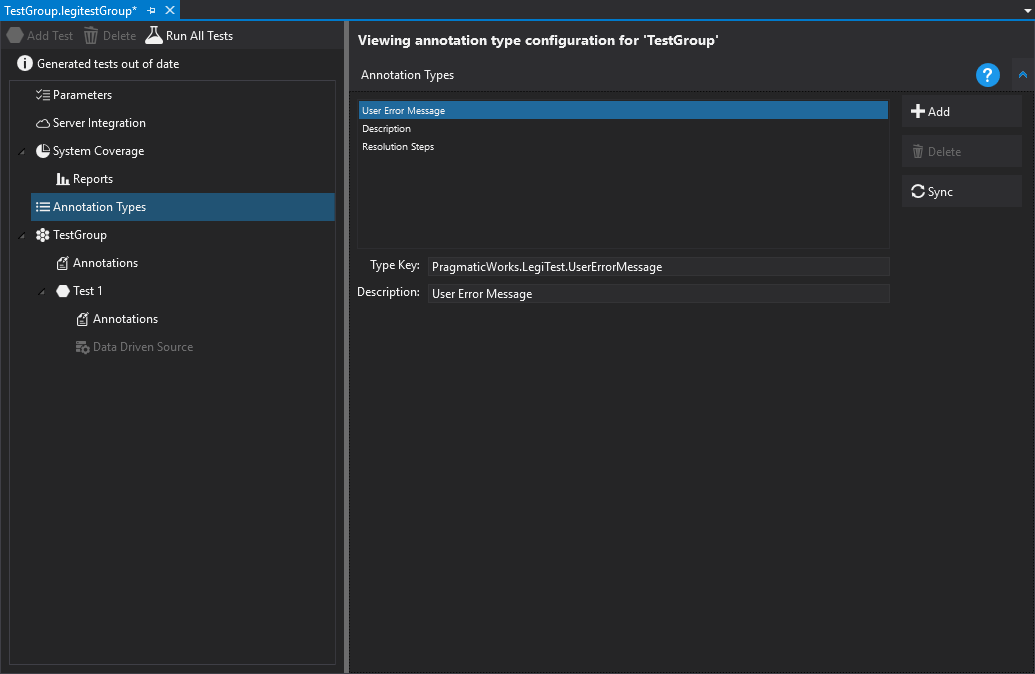 TestGroup.legitestGroup*
Add Test Delete Run All Tests
Generated tests out of date
Parameters
Server Integration
System Coverage
Reports
Annotation Types
TestGroup
Annotations
Test 1
Annotations
Data Driven Source
Viewing annotation type configuration for 'TestGroup'
Annotation Types
?
User Error Message
Description
Resolution Steps
Add
Delete
Sync
Type Key: PragmaticWorks.LegiTest.UserErrorMessage
Description: User Error Message